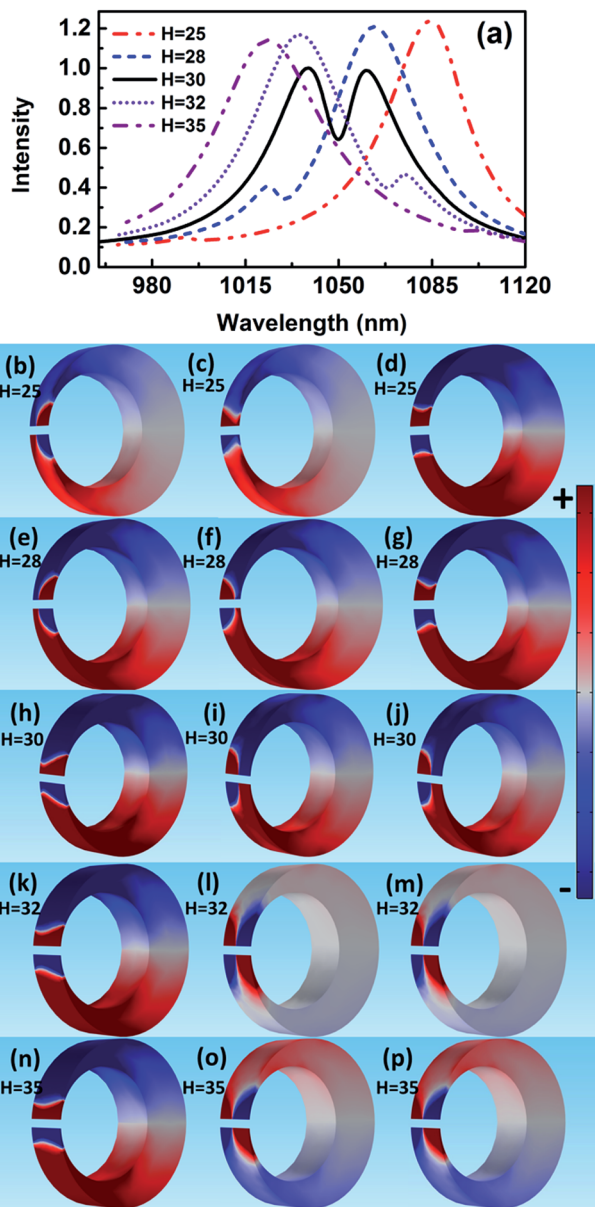 (a)
H=25
H=28
H=30
H=32
H=35
Intensity
1.2
1.0
0.8
0.6
0.4
0.2
0.0
980 1015 1050 1085 1120
Wavelength (nm)
(b) (c) (d)
H=25 H=25 H=25
+
(e) (f) (g)
H=28 H=28 H=28
(h) (i) (j)
H=30 H=30 H=30
(k) (l) (m)
-
H=32 H=32 H=32
(n) (o) (p)
H=35 H=35 H=35